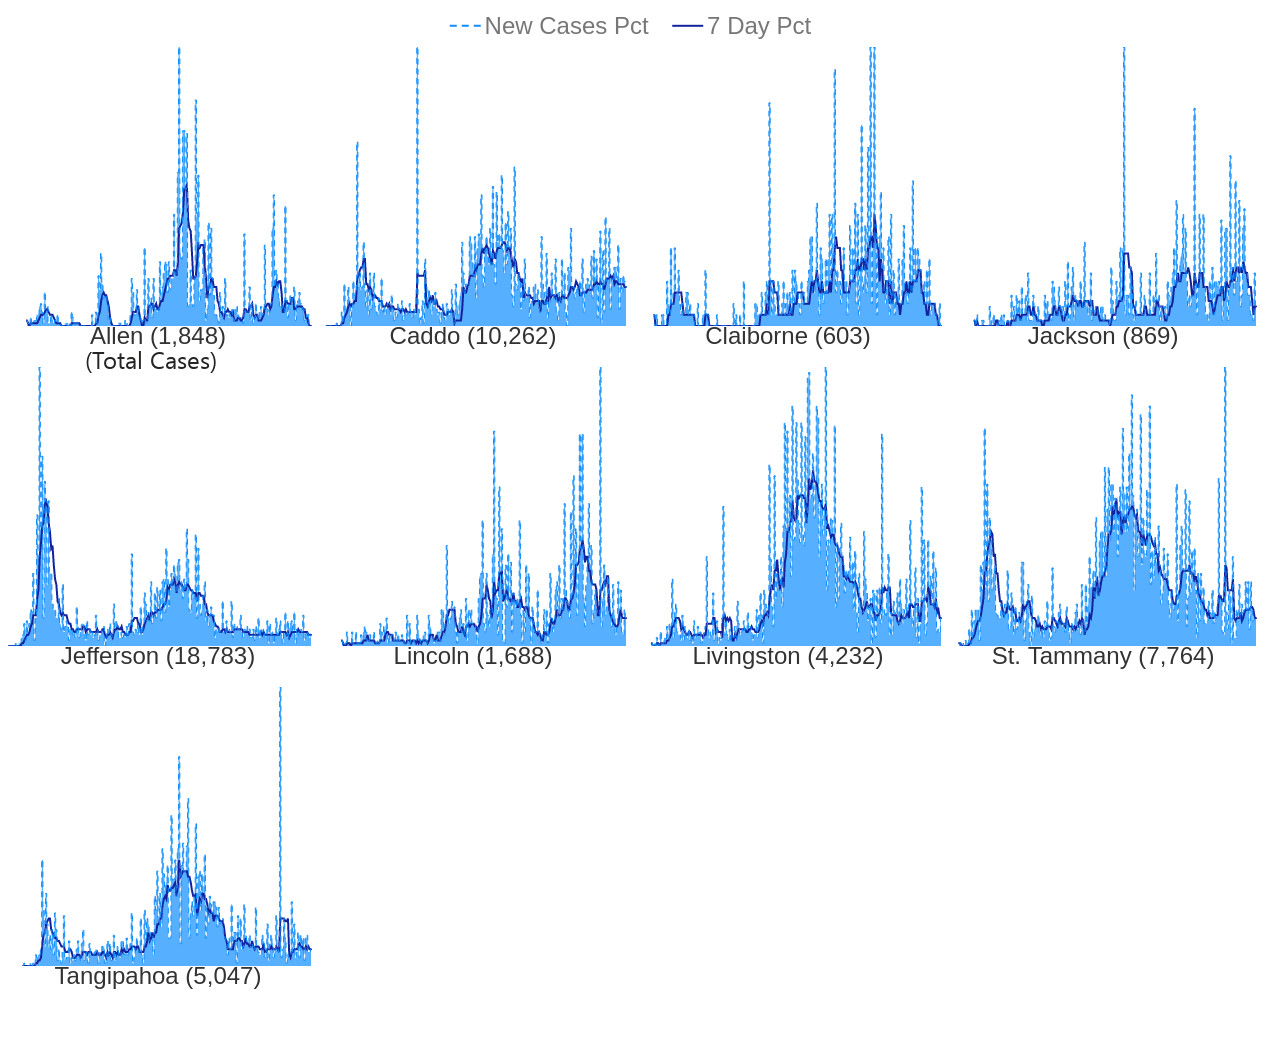 New Cases Pct 7 Day Pct
Allen (1,848) Caddo (10,262) Claiborne (603) Jackson (869)
(Total Cases)
Jefferson (18,783) Lincoln (1,688) Livingston (4,232) St. Tammany (7,764)
Tangipahoa (5,047)